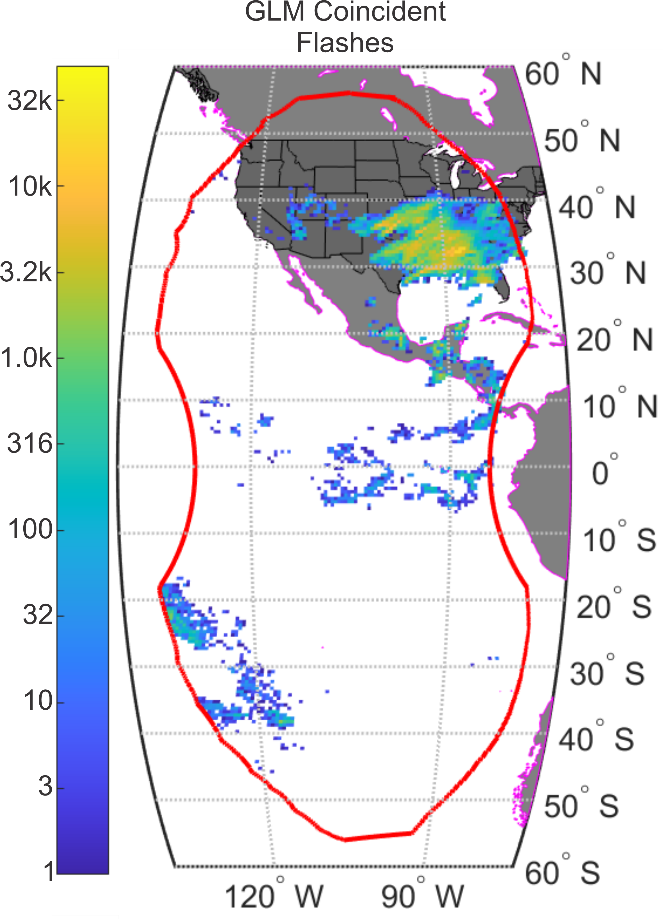 GLM Coincident
Flashes
32k
10k
3.2k
1.0k
316
100
32
10
3
1
60° N
50° N
40° N
30° N
20° N
10° N
0°
10° S
20° S
30° S
40° S
50° S
60° S
120° W
90° W